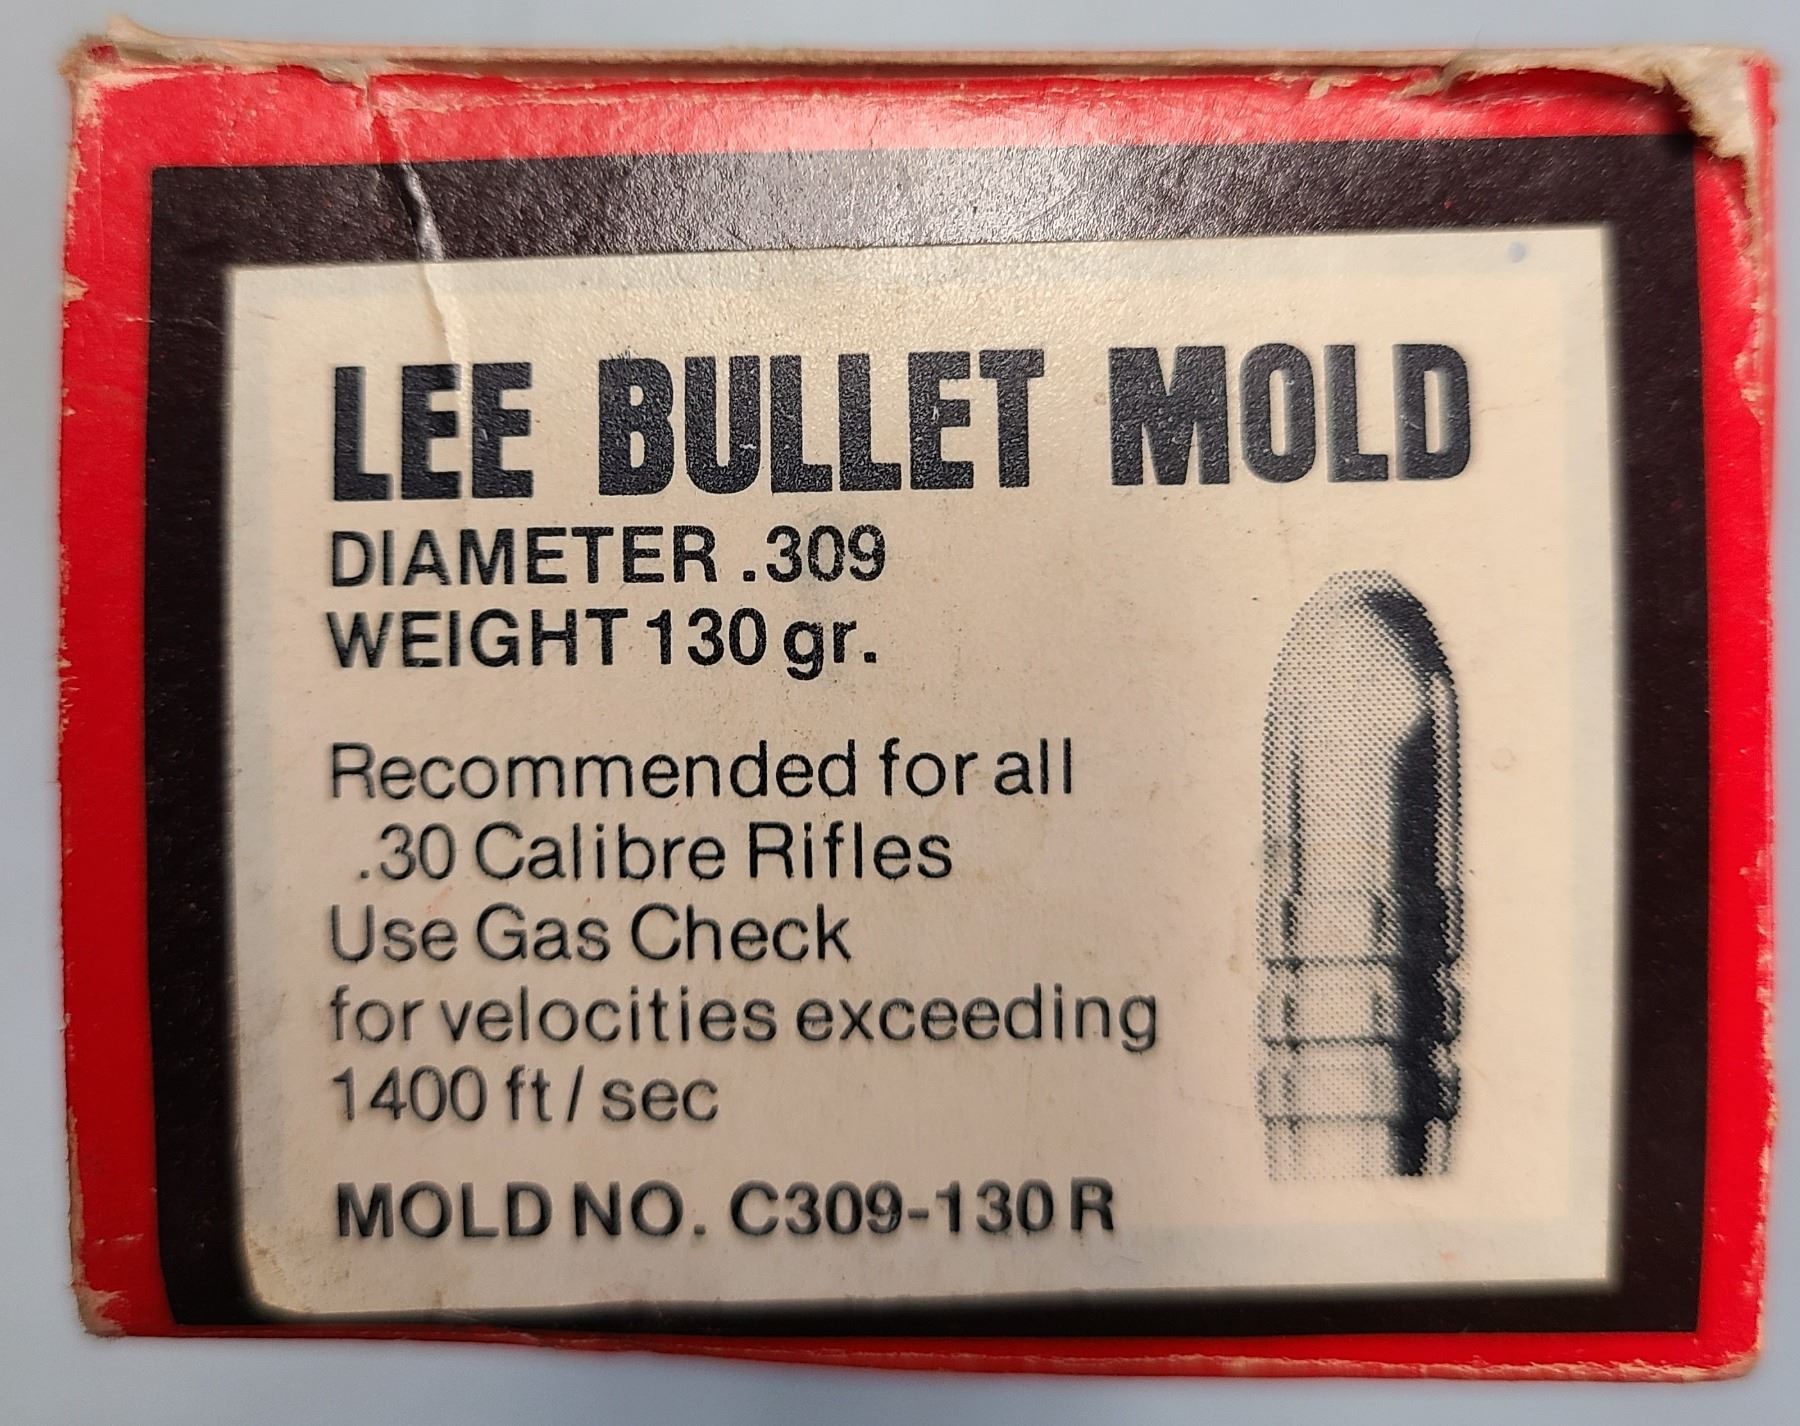 LEE BULLET MOLD
DIAMETER .309
WEIGHT 130 gr.
Recommended for all
.30 Calibre Rifles
Use Gas Check
for velocities exceeding
1400 ft / sec
MOLD NO. C309-130 R